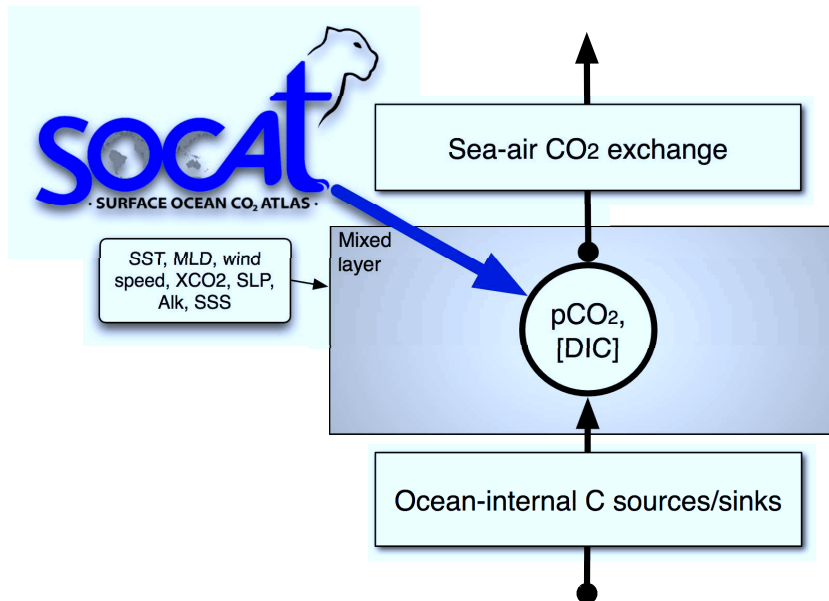 SOCAt
· SURFACE OCEAN CO₂ ATLAS ·
Sea-air CO₂ exchange
Mixed
layer
SST, MLD, wind
speed, XCO2, SLP,
Alk, SSS
pCO₂,
[DIC]
Ocean-internal C sources/sinks